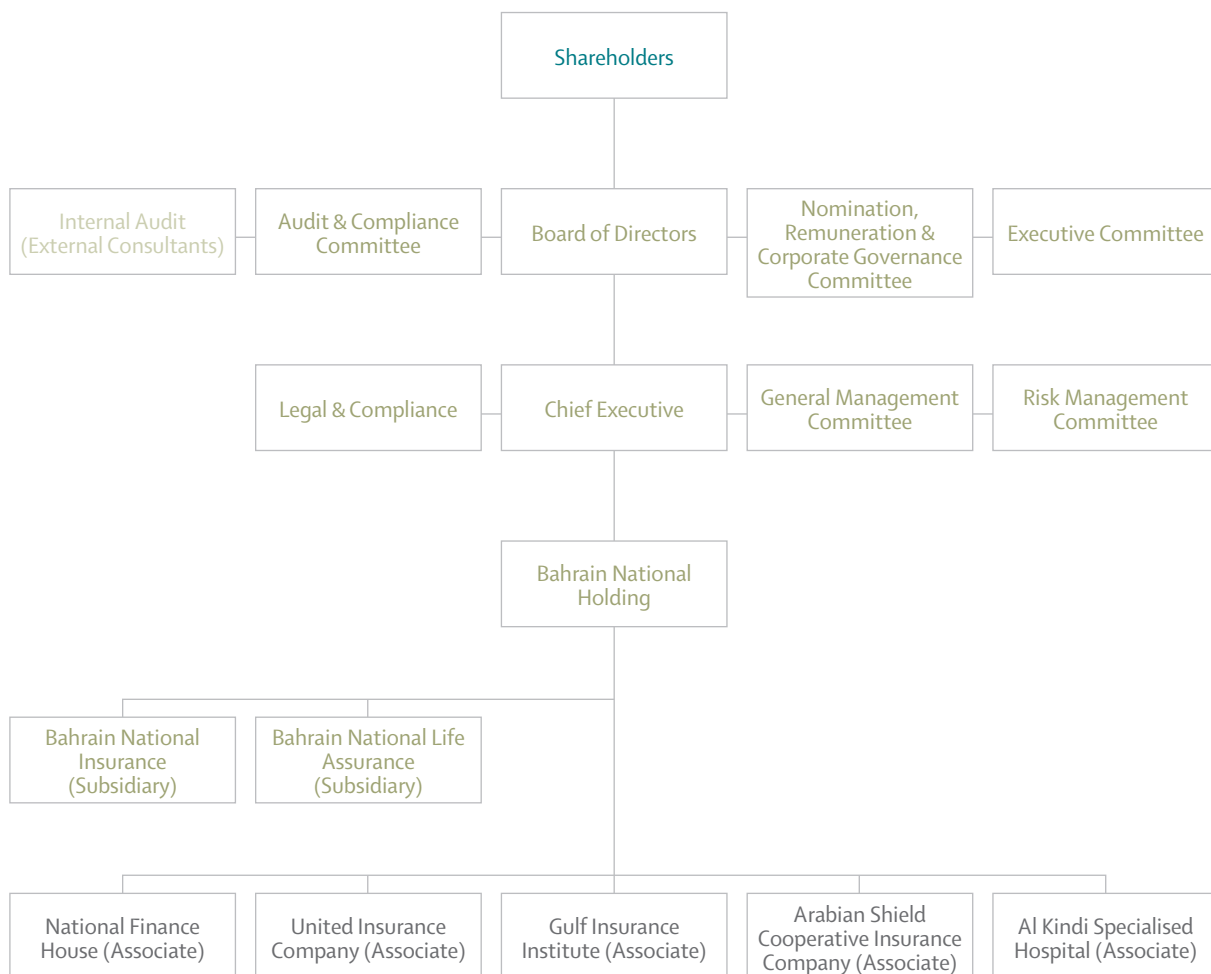 Shareholders
Internal Audit
(External Consultants)
Audit & Compliance
Committee
Board of Directors
Nomination,
Remuneration &
Corporate Governance
Committee
Executive Committee
Legal & Compliance
Chief Executive
General Management
Committee
Risk Management
Committee
Bahrain National
Holding
Bahrain National
Insurance
(Subsidiary)
Bahrain National Life
Assurance
(Subsidiary)
National Finance
House (Associate)
United Insurance
Company (Associate)
Gulf Insurance
Institute (Associate)
Arabian Shield
Cooperative Insurance
Company (Associate)
Al Kindi Specialised
Hospital (Associate)